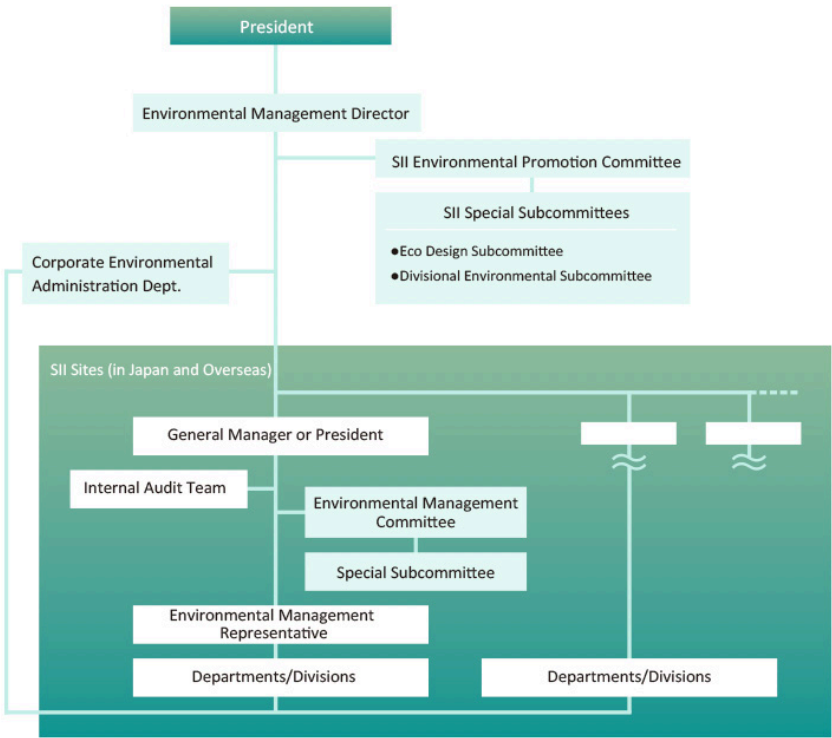 President
Environmental Management Director
SII Environmental Promotion Committee
SII Special Subcommittees
●Eco Design Subcommittee
●Divisional Environmental Subcommittee
Corporate Environmental
Administration Dept.
SII Sites (in Japan and Overseas)
General Manager or President
Internal Audit Team
Environmental Management
Committee
Special Subcommittee
Environmental Management
Representative
Departments/Divisions
Departments/Divisions